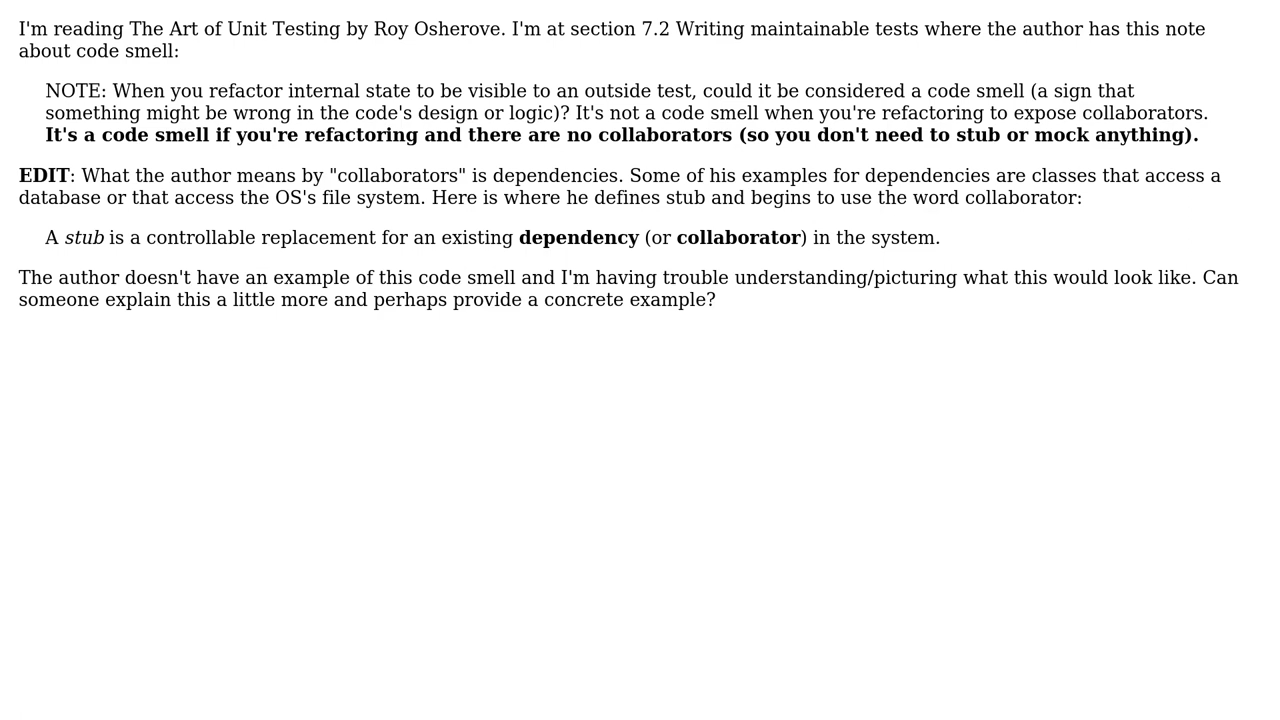 I'm reading The Art of Unit Testing by Roy Osherove. I'm at section 7.2 Writing maintainable tests where the author has this note
about code smell:
NOTE: When you refactor internal state to be visible to an outside test, could it be considered a code smell (a sign that
something might be wrong in the code's design or logic)? It's not a code smell when you're refactoring to expose collaborators.
It's a code smell if you're refactoring and there are no collaborators (so you don't need to stub or mock anything).
EDIT: What the author means by "collaborators" is dependencies. Some of his examples for dependencies are classes that access a
database or that access the OS's file system. Here is where he defines stub and begins to use the word collaborator:
A stub is a controllable replacement for an existing dependency (or collaborator) in the system.
The author doesn't have an example of this code smell and I'm having trouble understanding/picturing what this would look like. Can
someone explain this a little more and perhaps provide a concrete example?